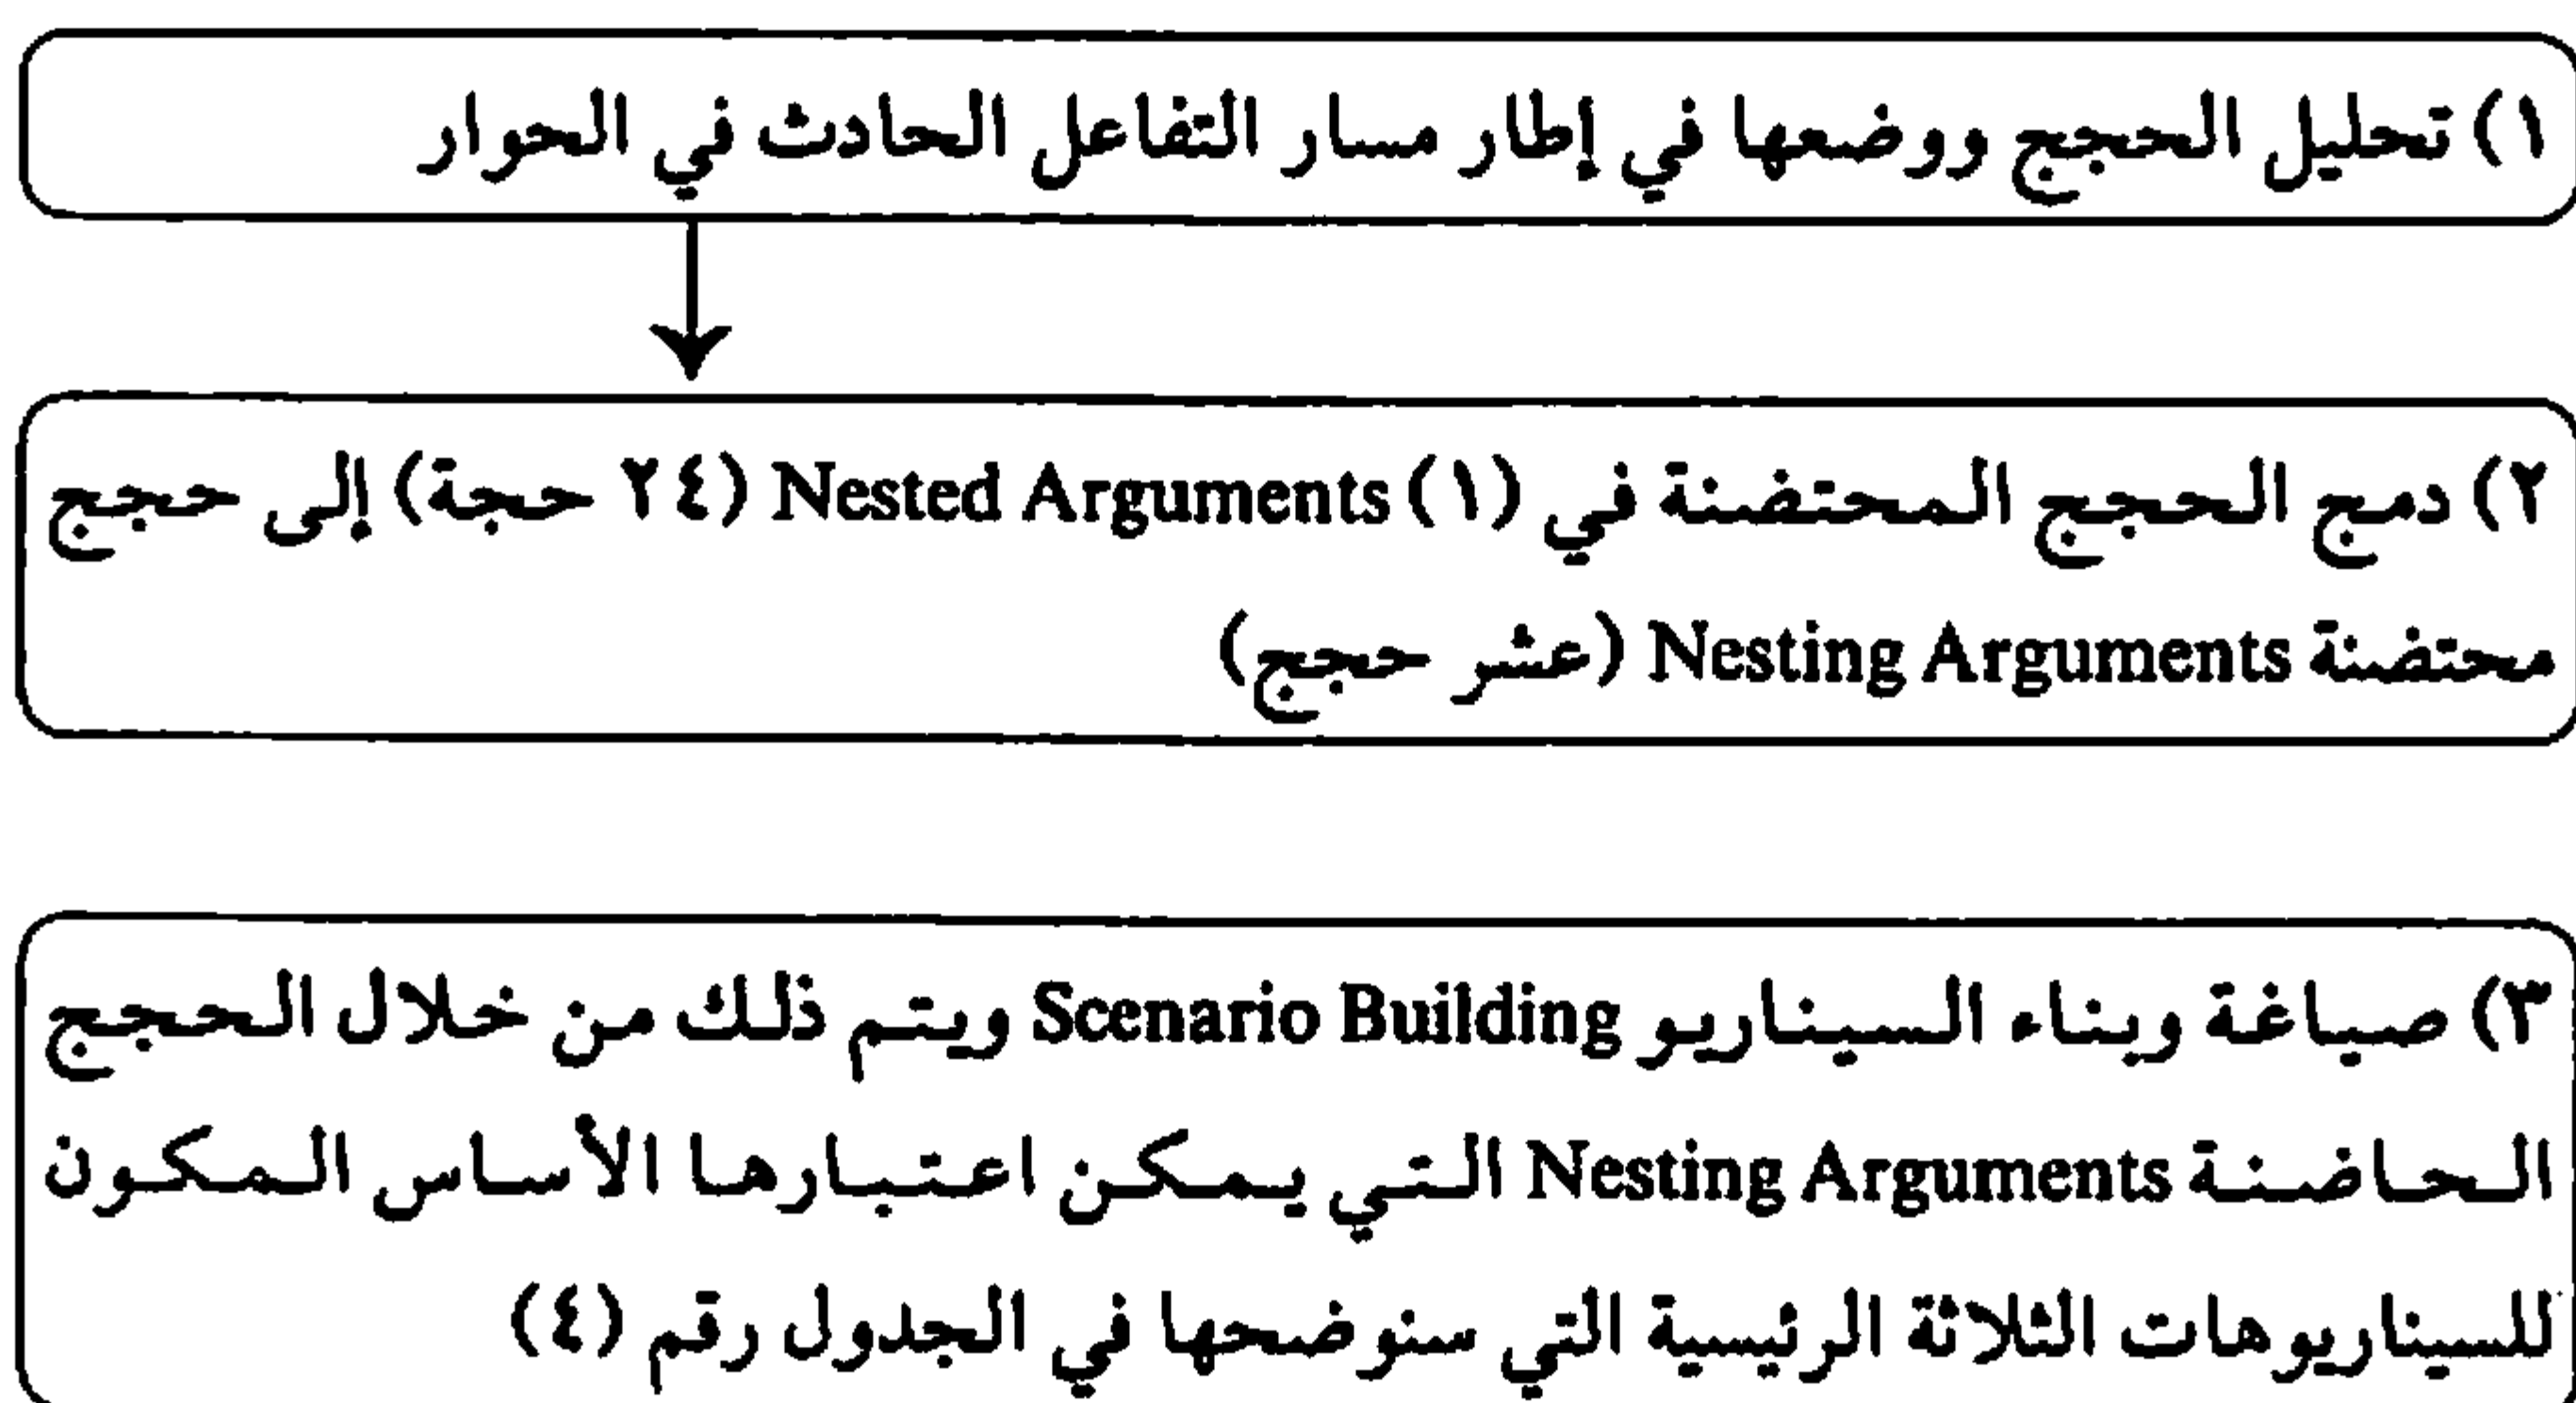 ١) تحليل الحجج ووضعها في إطار مسار التفاعل الحادث في الحوار
٢) دمج الحجج المحتضنة في (١) Nested Arguments (٢٤ حجة) إلى حجج
محتضنة Nesting Arguments (عشر حجج)
٣) صياغة وبناء السيناريو Scenario Building ويتم ذلك من خلال الحجج
الحاضنة Nesting Arguments التي يمكن اعتبارها الأساس المكون
للسيناريوهات الثلاثة الرئيسية التي سنوضحها في الجدول رقم (٤)